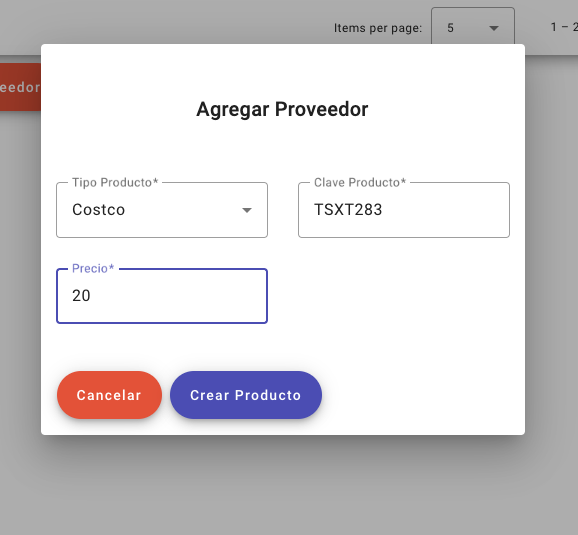 Items per page: 5 1 – 2
eedor
Agregar Proveedor
Tipo Producto* Clave Producto*
Costco TSXT283
Precio*
20
Cancelar Crear Producto